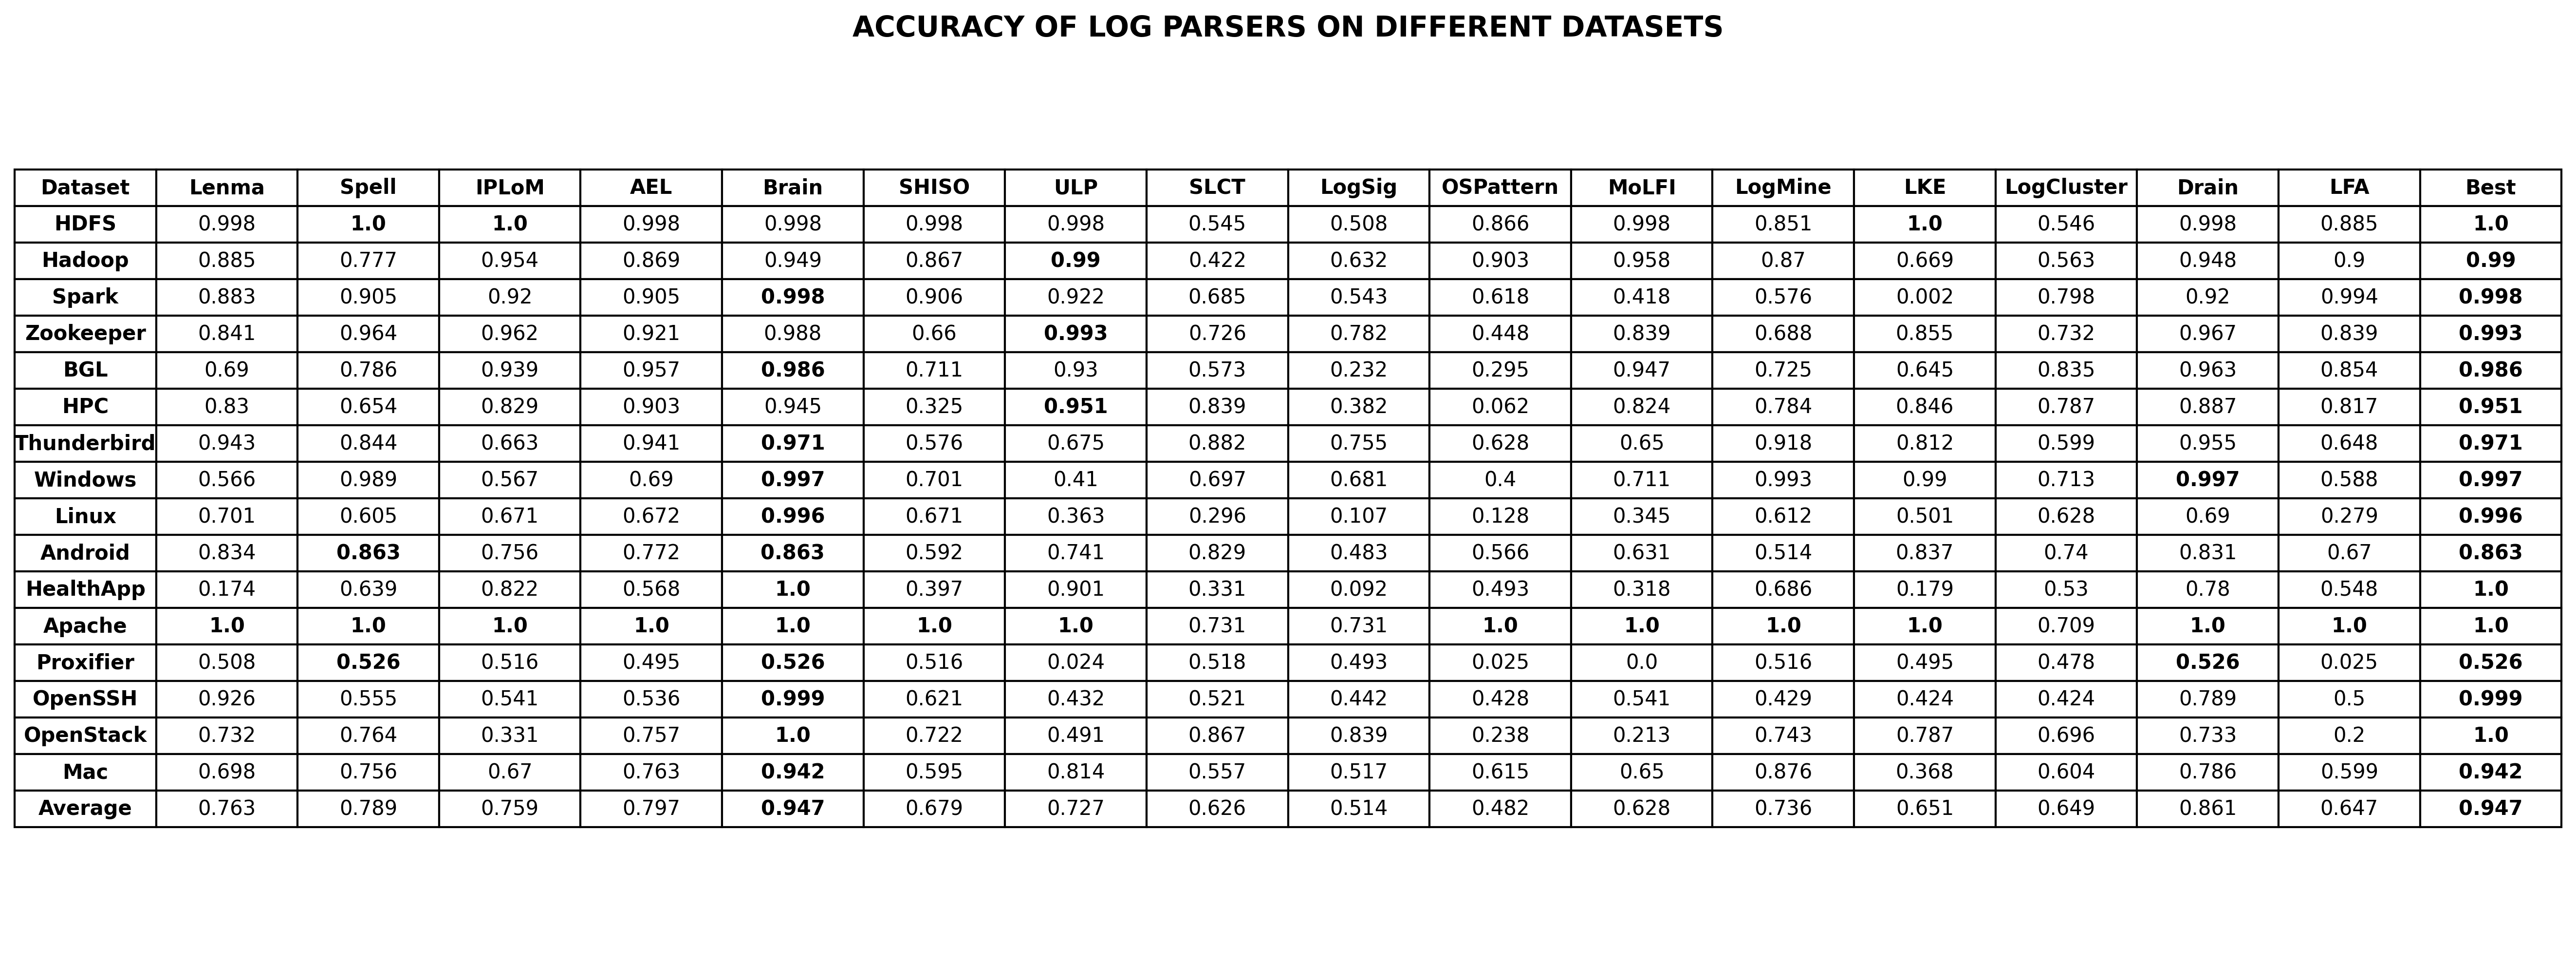 ACCURACY OF LOG PARSERS ON DIFFERENT DATASETS
Dataset Lenma Spell IPLoM AEL Brain SHISO ULP SLCT LogSig OSPattern MoLFI LogMine LKE LogCluster Drain LFA Best
HDFS 0.998 1.0 1.0 0.998 0.998 0.998 0.998 0.545 0.508 0.866 0.998 0.851 1.0 0.546 0.998 0.885 1.0
Hadoop 0.885 0.777 0.954 0.869 0.949 0.867 0.99 0.422 0.632 0.903 0.958 0.87 0.669 0.563 0.948 0.9 0.99
Spark 0.883 0.905 0.92 0.905 0.998 0.906 0.922 0.685 0.543 0.618 0.418 0.576 0.002 0.798 0.92 0.994 0.998
Zookeeper 0.841 0.964 0.962 0.921 0.988 0.66 0.993 0.726 0.782 0.448 0.839 0.688 0.855 0.732 0.967 0.839 0.993
BGL 0.69 0.786 0.939 0.957 0.986 0.711 0.93 0.573 0.232 0.295 0.947 0.725 0.645 0.835 0.963 0.854 0.986
HPC 0.83 0.654 0.829 0.903 0.945 0.325 0.951 0.839 0.382 0.062 0.824 0.784 0.846 0.787 0.887 0.817 0.951
Thunderbird 0.943 0.844 0.663 0.941 0.971 0.576 0.675 0.882 0.755 0.628 0.65 0.918 0.812 0.599 0.955 0.648 0.971
Windows 0.566 0.989 0.567 0.69 0.997 0.701 0.41 0.697 0.681 0.4 0.711 0.993 0.99 0.713 0.997 0.588 0.997
Linux 0.701 0.605 0.671 0.672 0.996 0.671 0.363 0.296 0.107 0.128 0.345 0.612 0.501 0.628 0.69 0.279 0.996
Android 0.834 0.863 0.756 0.772 0.863 0.592 0.741 0.829 0.483 0.566 0.631 0.514 0.837 0.74 0.831 0.67 0.863
HealthApp 0.174 0.639 0.822 0.568 1.0 0.397 0.901 0.331 0.092 0.493 0.318 0.686 0.179 0.53 0.78 0.548 1.0
Apache 1.0 1.0 1.0 1.0 1.0 1.0 1.0 0.731 0.731 1.0 1.0 1.0 1.0 0.709 1.0 1.0 1.0
Proxifier 0.508 0.526 0.516 0.495 0.526 0.516 0.024 0.518 0.493 0.025 0.0 0.516 0.495 0.478 0.526 0.025 0.526
OpenSSH 0.926 0.555 0.541 0.536 0.999 0.621 0.432 0.521 0.442 0.428 0.541 0.429 0.424 0.424 0.789 0.5 0.999
OpenStack 0.732 0.764 0.331 0.757 1.0 0.722 0.491 0.867 0.839 0.238 0.213 0.743 0.787 0.696 0.733 0.2 1.0
Mac 0.698 0.756 0.67 0.763 0.942 0.595 0.814 0.557 0.517 0.615 0.65 0.876 0.368 0.604 0.786 0.599 0.942
Average 0.763 0.789 0.759 0.797 0.947 0.679 0.727 0.626 0.514 0.482 0.628 0.736 0.651 0.649 0.861 0.647 0.947